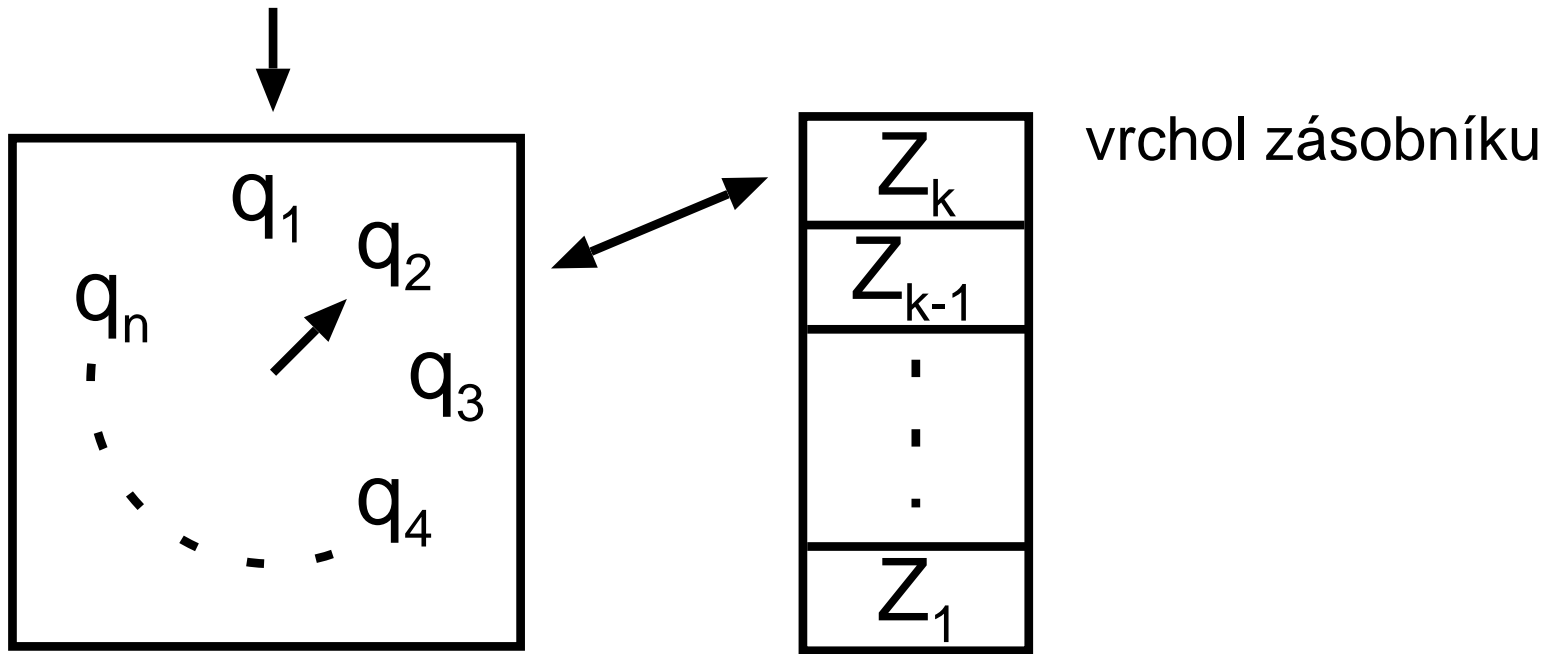 q₁
q₂
qₙ
q₃
q₄
Zₖ
vrchol zásobníku
Zₖ₋₁
Z₁